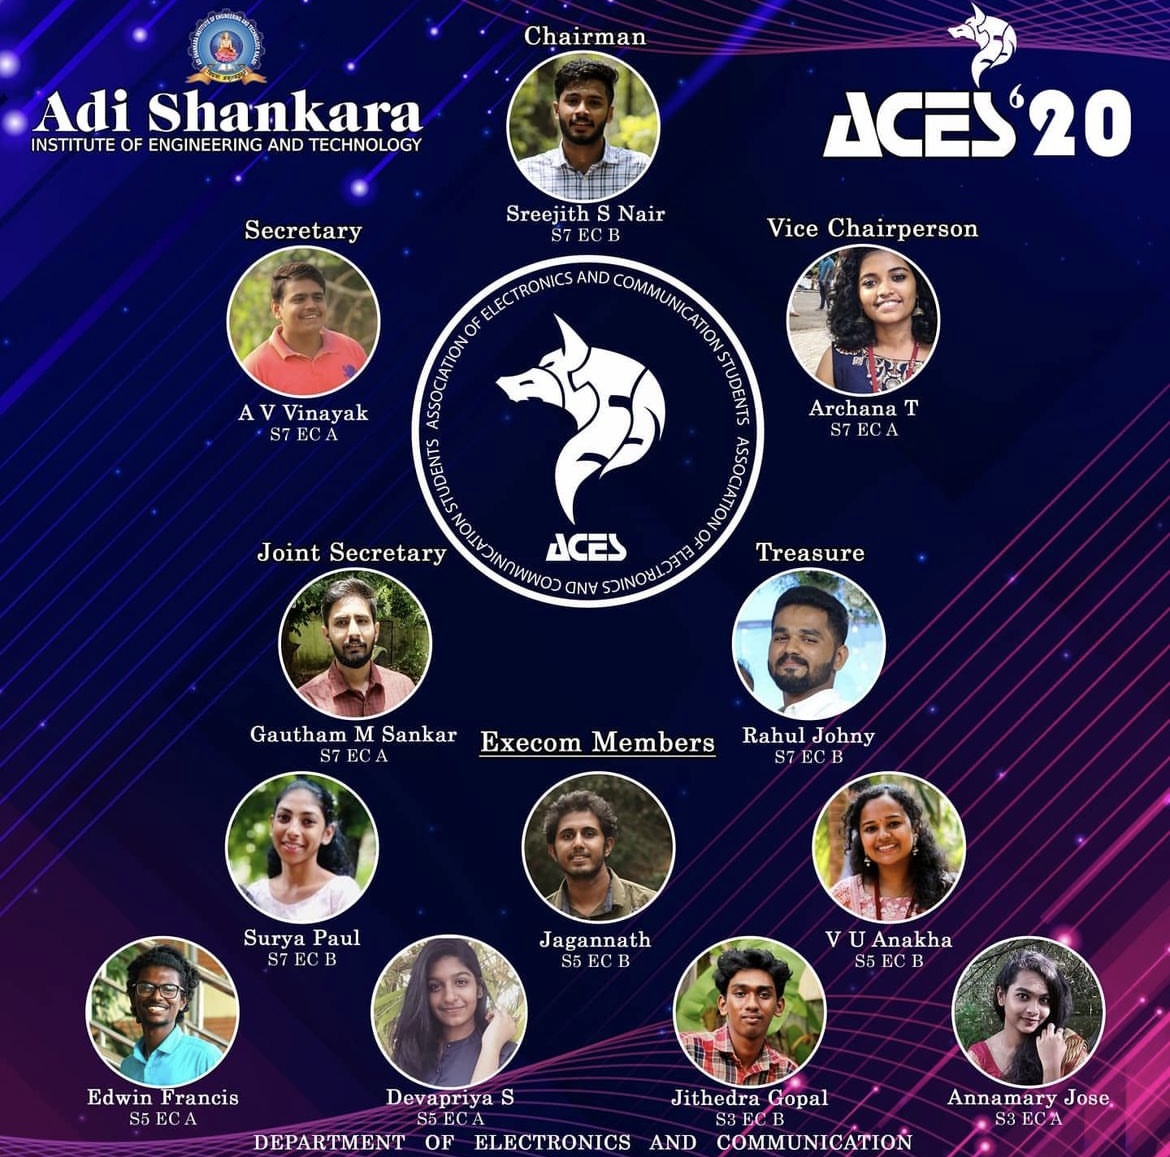 Chairman
Adi Shankara
INSTITUTE OF ENGINEERING AND TECHNOLOGY
ACES '20
Sreejith S Nair
S7 EC B
Secretary
Vice Chairperson
A V Vinayak
S7 EC A
Archana T
S7 EC A
ASSOCIATION OF ELECTRONICS AND COMMUNICATION STUDENTS
ASSOCIATION OF ELECTRONICS AND COMMUNICATION STUDENTS
ACES
Joint Secretary
Treasure
Gautham M Sankar
S7 EC A
Rahul Johny
S7 EC B
Execom Members
Surya Paul
S7 EC B
Jagannath
S5 EC B
V U Anakha
S5 EC B
Edwin Francis
S5 EC A
Devapriya S
S5 EC A
Jithedra Gopal
S3 EC B
Annamary Jose
S3 EC A
DEPARTMENT OF ELECTRONICS AND COMMUNICATION